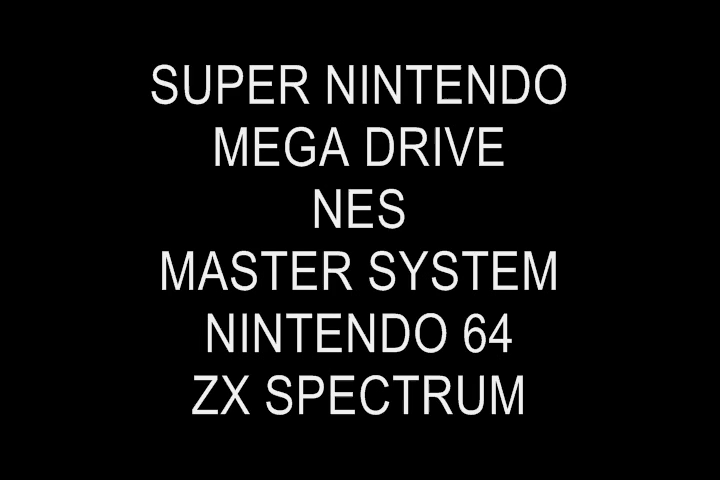 SUPER NINTENDO
MEGA DRIVE
NES
MASTER SYSTEM
NINTENDO 64
ZX SPECTRUM